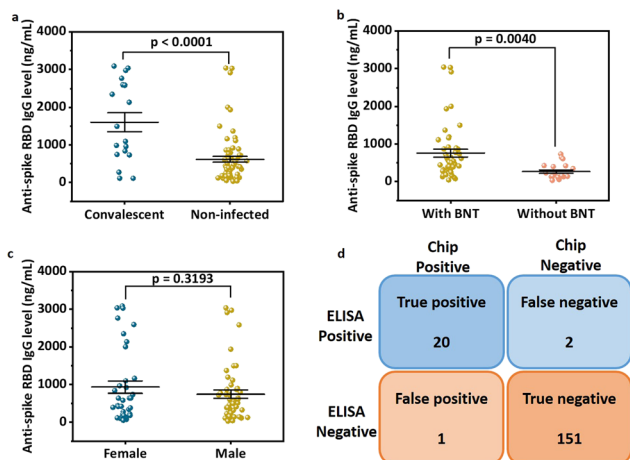 a
p < 0.0001
Anti-spike RBD IgG level (ng/mL)
4000
3000
2000
1000
0
Convalescent Non-infected
b
p = 0.0040
Anti-spike RBD IgG level (ng/mL)
4000
3000
2000
1000
0
With BNT Without BNT
c
p = 0.3193
Anti-spike RBD IgG level (ng/mL)
4000
3000
2000
1000
0
Female Male
d
Chip
Positive
Chip
Negative
ELISA
Positive
True positive
20
False negative
2
ELISA
Negative
False positive
1
True negative
151